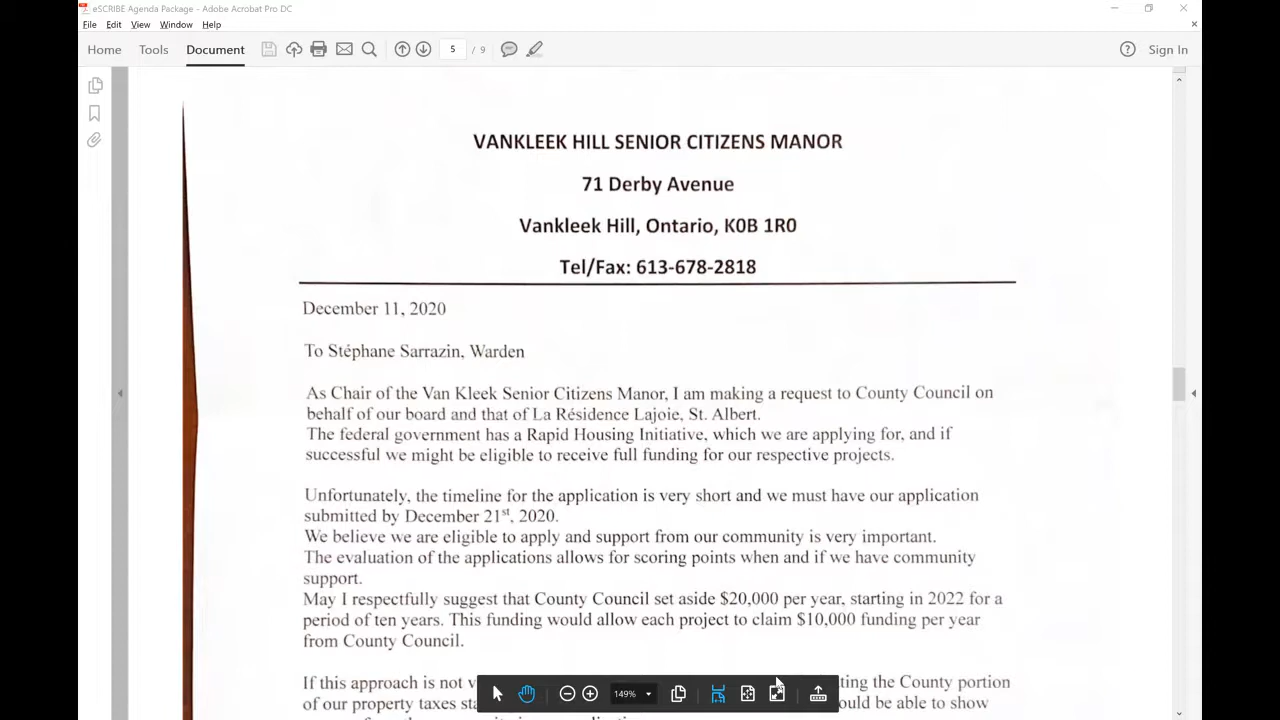 eSCRIBE Agenda Package - Adobe Acrobat Pro DC
File Edit View Window Help
Home Tools Document 5 / 9 Sign In
VANKLEEK HILL SENIOR CITIZENS MANOR
71 Derby Avenue
Vankleek Hill, Ontario, K0B 1R0
Tel/Fax: 613-678-2818
December 11, 2020
To Stéphane Sarrazin, Warden
As Chair of the Van Kleek Senior Citizens Manor, I am making a request to County Council on
behalf of our board and that of La Résidence Lajoie, St. Albert.
The federal government has a Rapid Housing Initiative, which we are applying for, and if
successful we might be eligible to receive full funding for our respective projects.
Unfortunately, the timeline for the application is very short and we must have our application
submitted by December 21st, 2020.
We believe we are eligible to apply and support from our community is very important.
The evaluation of the applications allows for scoring points when and if we have community
support.
May I respectfully suggest that County Council set aside $20,000 per year, starting in 2022 for a
period of ten years. This funding would allow each project to claim $10,000 funding per year
from County Council.
If this approach is not ting the County portion
of our property taxes ould be able to show
149%